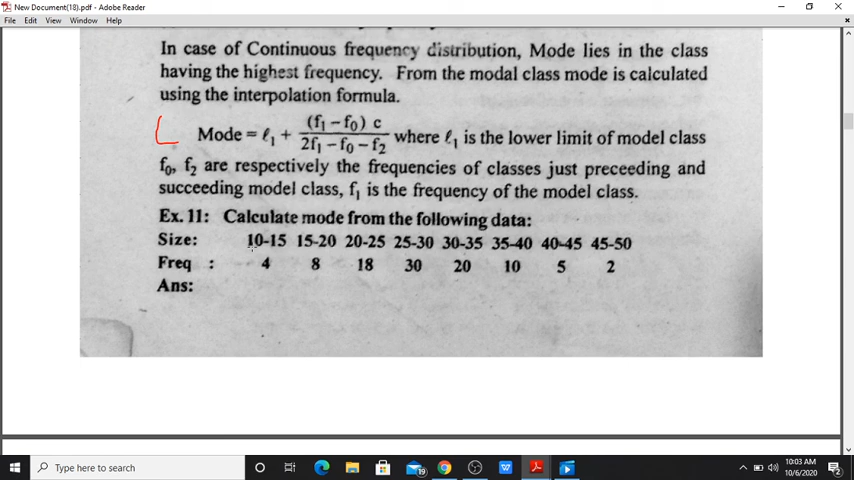 New Document(18).pdf - Adobe Reader
File Edit View Window Help
In case of Continuous frequency distribution, Mode lies in the class
having the highest frequency. From the modal class mode is calculated
using the interpolation formula.
Mode = ℓ₁ + (f₁ – f₀) c / 2f₁ – f₀ – f₂ where ℓ₁ is the lower limit of model class
f₀, f₂ are respectively the frequencies of classes just preceeding and
succeeding model class, f₁ is the frequency of the model class.
Ex. 11: Calculate mode from the following data:
Size: 10-15 15-20 20-25 25-30 30-35 35-40 40-45 45-50
Freq : 4 8 18 30 20 10 5 2
Ans:
Type here to search
19
10:03 AM
10/6/2020
2